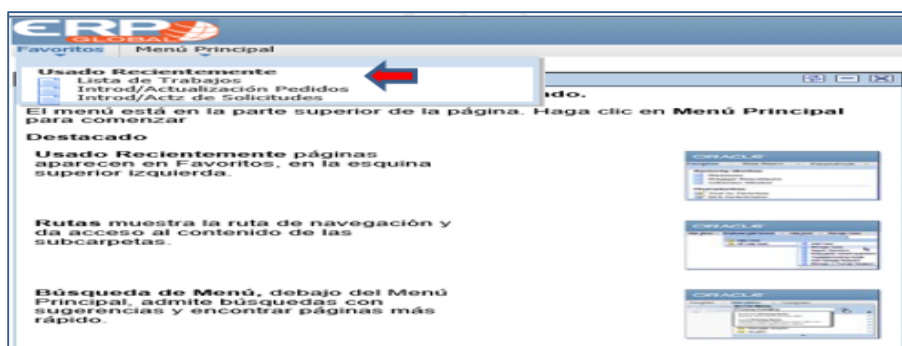 ERP
GLOBAL
Favoritos Menú Principal
Usado Recientemente
Lista de Trabajos
Introd/Actualización Pedidos
Introd/Actz de Solicitudes
do.
El menú está en la parte superior de la página. Haga clic en Menú Principal
para comenzar
Destacado
Usado Recientemente páginas
aparecen en Favoritos, en la esquina
superior izquierda.
ORACLE
Rutas muestra la ruta de navegación y
da acceso al contenido de las
subcarpetas.
ORACLE
Búsqueda de Menú, debajo del Menú
Principal, admite búsquedas con
sugerencias y encontrar páginas más
rápido.
ORACLE